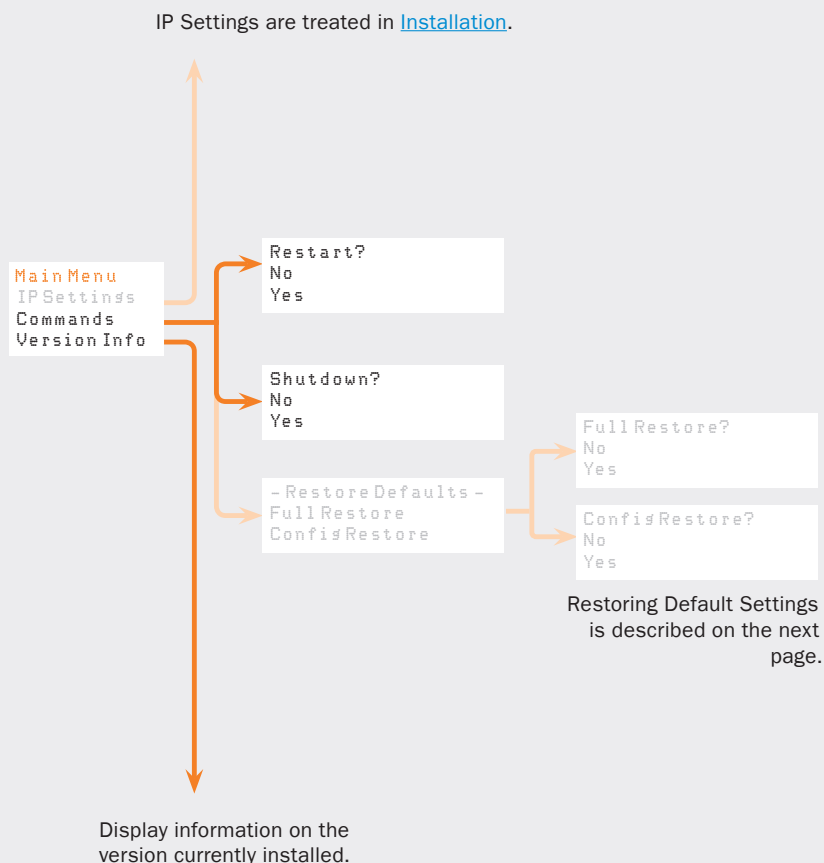 IP Settings are treated in Installation.
Main Menu
IP Settings
Commands
Version Info
Restart?
No
Yes
Shutdown?
No
Yes
- Restore Defaults -
Full Restore
Config Restore
Full Restore?
No
Yes
Config Restore?
No
Yes
Restoring Default Settings
is described on the next
page.
Display information on the
version currently installed.